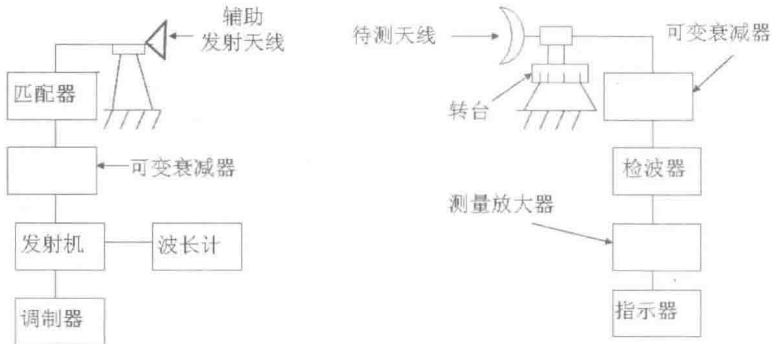 辅助
发射天线
匹配器
可变衰减器
发射机
波长计
调制器
待测天线
可变衰减器
转台
检波器
测量放大器
指示器